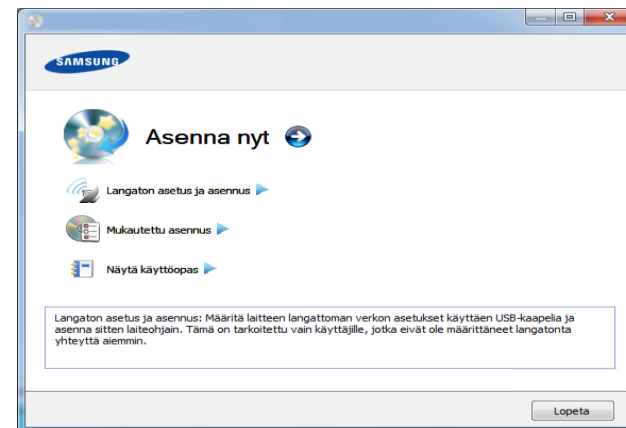 SAMSUNG
Asenna nyt
Langaton asetus ja asennus
Mukautettu asennus
Näytä käyttöopas
Langaton asetus ja asennus: Määritä laitteen langattoman verkon asetukset käyttäen USB-kaapelia ja
asenna sitten laiteohjain. Tämä on tarkoitettu vain käyttäjille, jotka eivät ole määrittäneet langatonta
yhteyttä aiemmin.
Lopeta